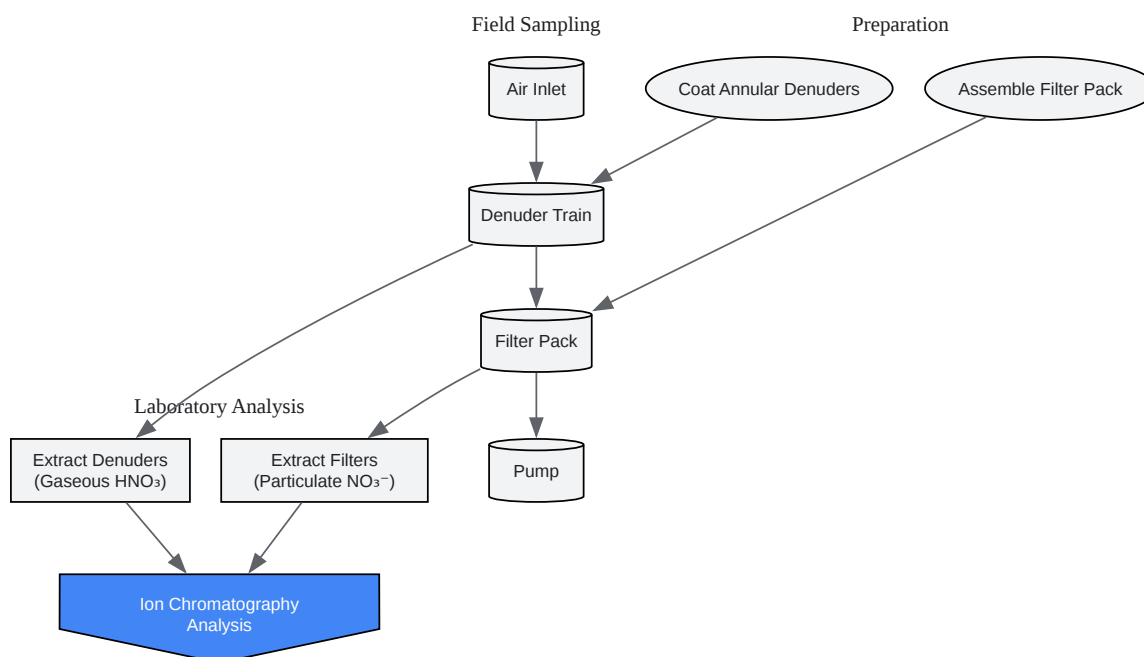 Field Sampling
Preparation
Air Inlet
Coat Annular Denuders
Assemble Filter Pack
Denuder Train
Filter Pack
Laboratory Analysis
Extract Denuders
(Gaseous HNO₃)
Extract Filters
(Particulate NO₃⁻)
Pump
Ion Chromatography
Analysis